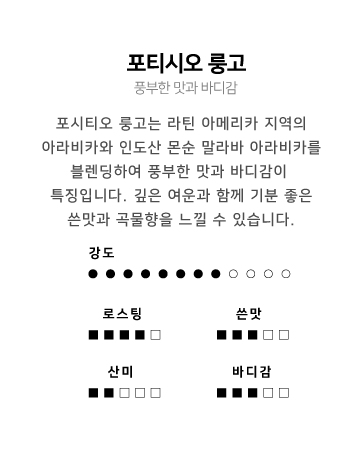 포티시오 룽고
풍부한 맛과 바디감
포시티오 룽고는 라틴 아메리카 지역의
아라비카와 인도산 몬순 말라바 아라비카를
블렌딩하여 풍부한 맛과 바디감이
특징입니다. 깊은 여운과 함께 기분 좋은
쓴맛과 곡물향을 느낄 수 있습니다.
강도
로스팅 쓴맛
산미 바디감